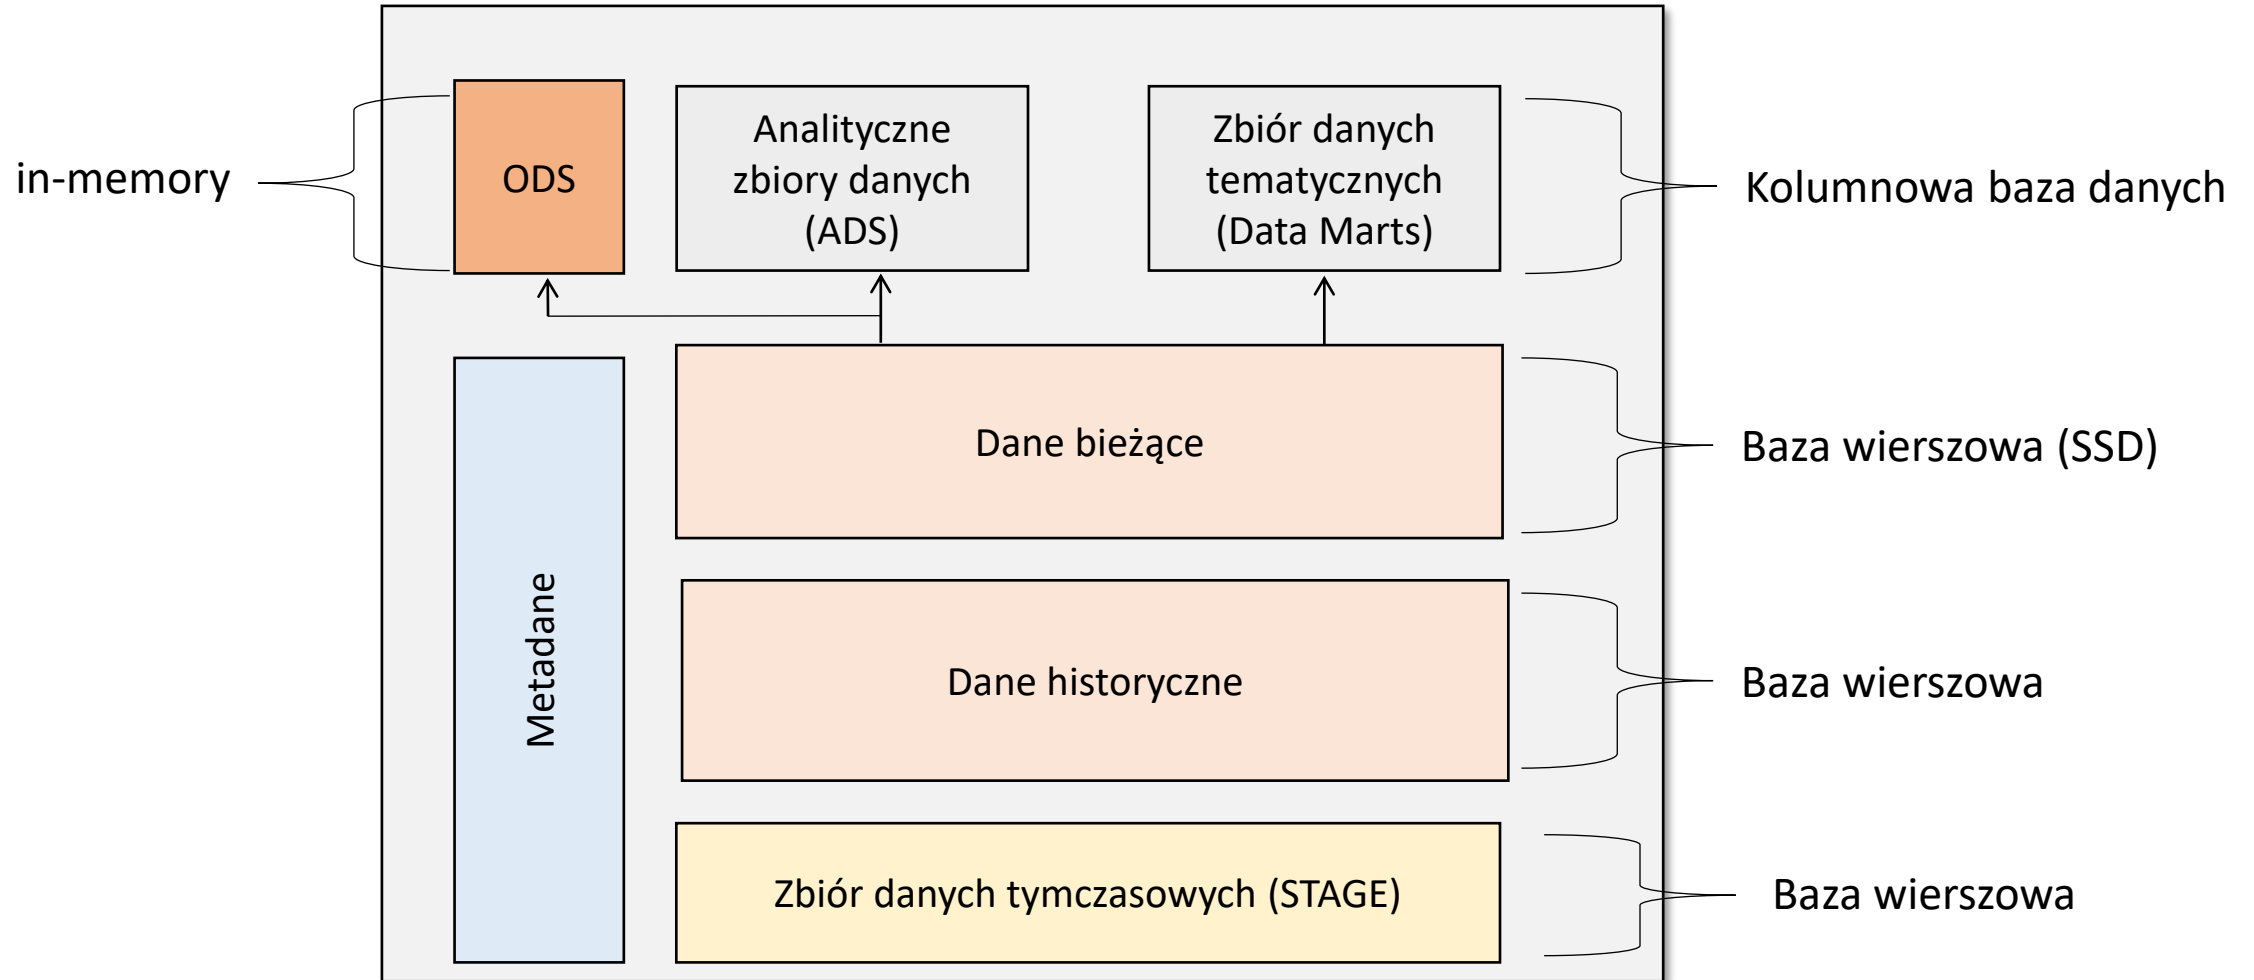 in-memory
ODS
Analityczne
zbiory danych
(ADS)
Zbiór danych
tematycznych
(Data Marts)
Kolumnowa baza danych
Metadane
Dane bieżące
Baza wierszowa (SSD)
Dane historyczne
Baza wierszowa
Zbiór danych tymczasowych (STAGE)
Baza wierszowa